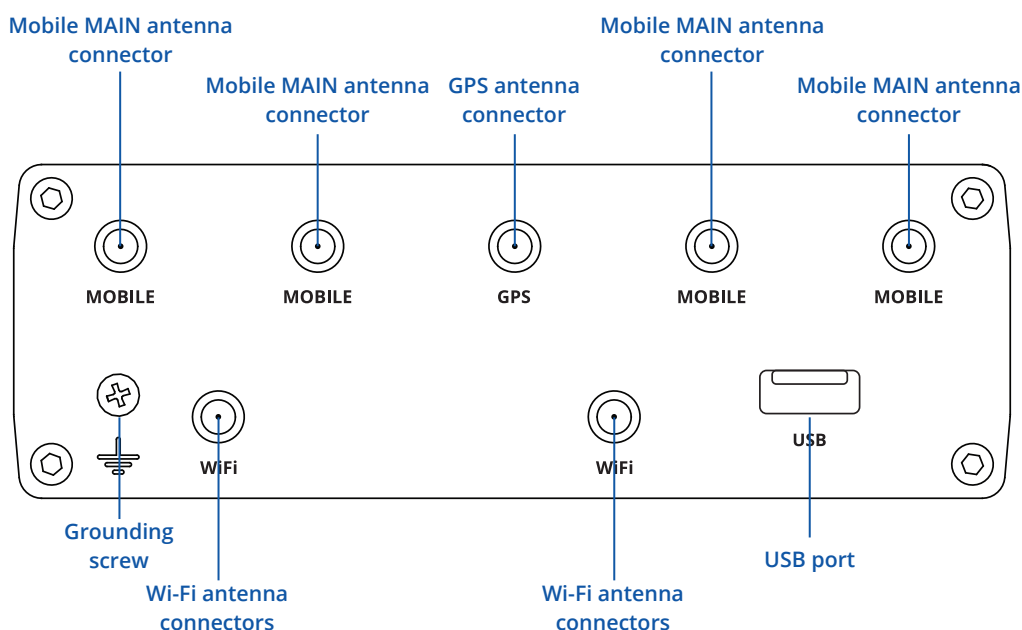 Mobile MAIN antenna
connector
Mobile MAIN antenna
connector
GPS antenna
connector
Mobile MAIN antenna
connector
Mobile MAIN antenna
connector
MOBILE
MOBILE
GPS
MOBILE
MOBILE
WiFi
WiFi
USB
Grounding
screw
Wi-Fi antenna
connectors
Wi-Fi antenna
connectors
USB port